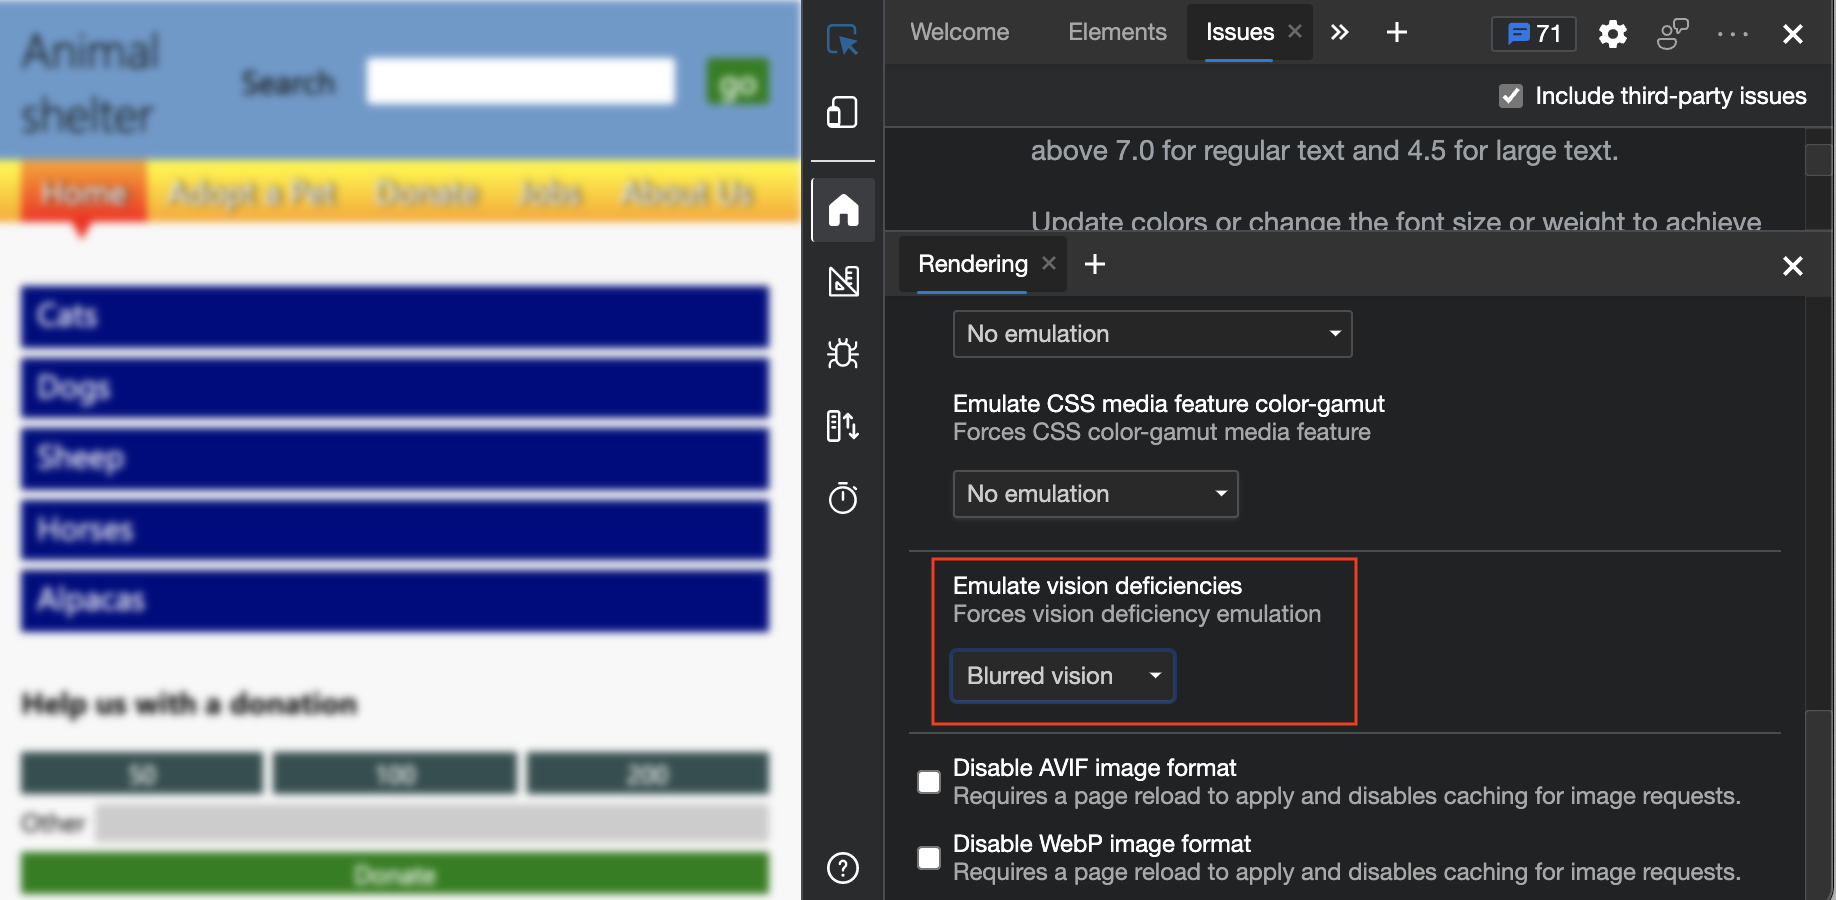 Animal
shelter
Search
go
Home
Adopt a Pet
Donate
Jobs
About Us
Cats
Dogs
Sheep
Horses
Alpacas
Help us with a donation
50
100
200
Other
Donate
Welcome
Elements
Issues
71
Include third-party issues
above 7.0 for regular text and 4.5 for large text.
Update colors or change the font size or weight to achieve
Rendering
No emulation
Emulate CSS media feature color-gamut
Forces CSS color-gamut media feature
No emulation
Emulate vision deficiencies
Forces vision deficiency emulation
Blurred vision
Disable AVIF image format
Requires a page reload to apply and disables caching for image requests.
Disable WebP image format
Requires a page reload to apply and disables caching for image requests.